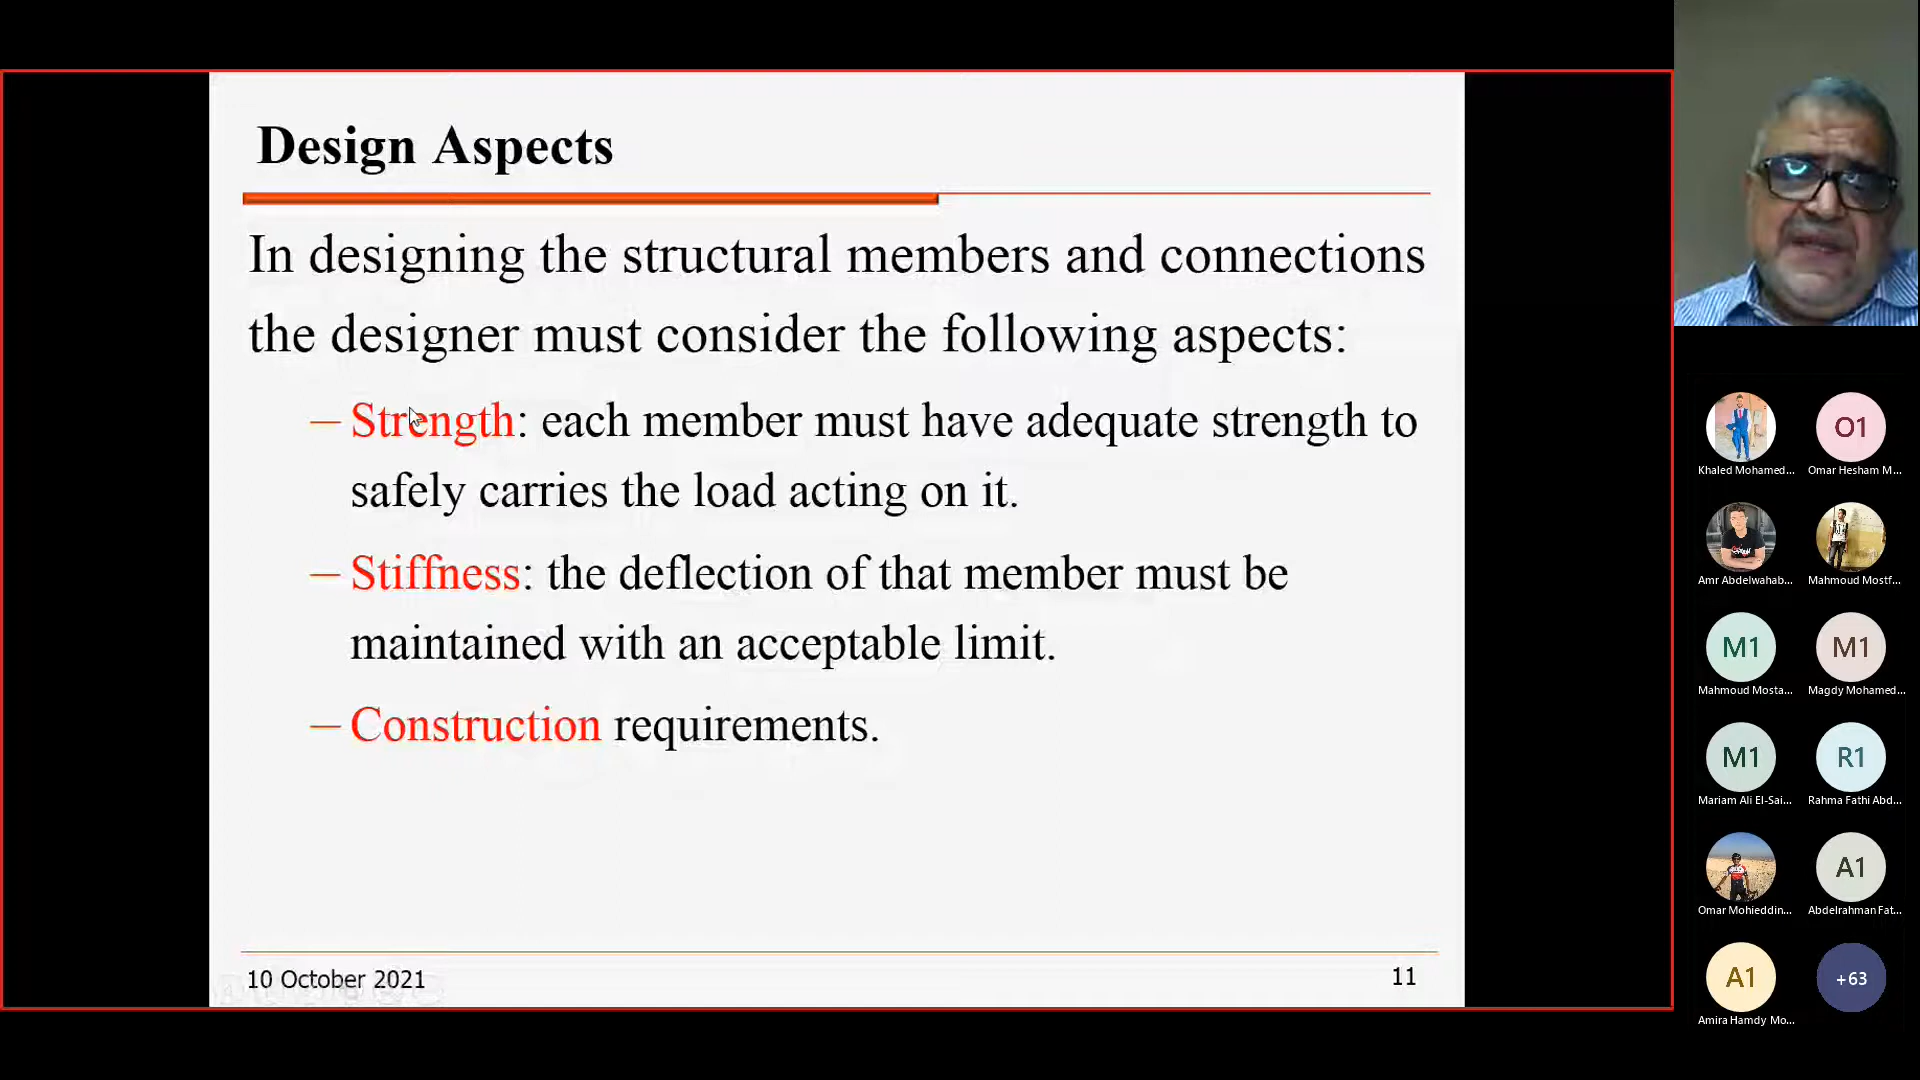 Design Aspects
In designing the structural members and connections
the designer must consider the following aspects:
– Strength: each member must have adequate strength to
safely carries the load acting on it.
– Stiffness: the deflection of that member must be
maintained with an acceptable limit.
– Construction requirements.
10 October 2021
11
O1
Khaled Mohamed...
Omar Hesham M...
Amr Abdelwahab...
Mahmoud Mostf...
M1
M1
Mahmoud Mosta...
Magdy Mohamed...
M1
R1
Mariam Ali El-Sai...
Rahma Fathi Abd...
A1
Omar Mohieddin...
Abdelrahman Fat...
A1
+63
Amira Hamdy Mo...